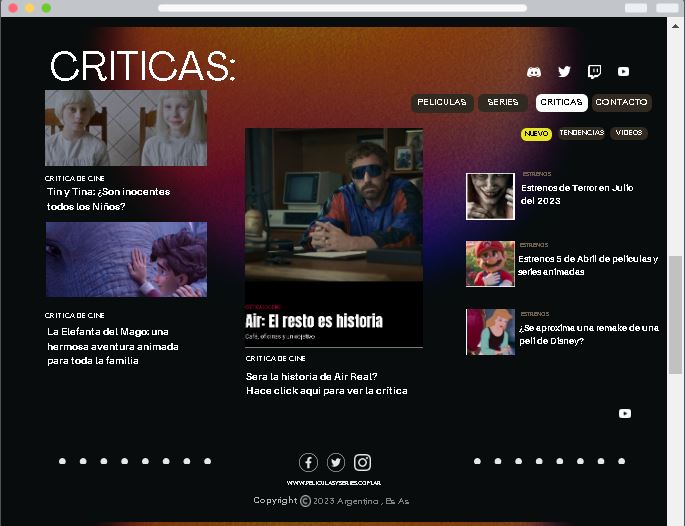 CRITICAS:
PELICULAS
SERIES
CRITICAS
CONTACTO
NUEVO
TENDENCIAS
VIDEOS
CRITICA DE CINE
Tin y Tina: ¿Son inocentes
todos los Niños?
CRITICA DE CINE
La Elefanta del Mago: una
hermosa aventura animada
para toda la familia
Air: El resto es historia
Café, oficinas y un objetivo
CRITICA DE CINE
Sera la historia de Air Real?
Hace click aqui para ver la critica
ESTRENOS
Estrenos de Terror en Julio
del 2023
ESTRENOS
Estrenos 5 de Abril de peliculas y
series animadas
ESTRENOS
¿Se aproxima una remake de una
peli de Disney?
WWW.PELICULASYSERIES.COM.AR
Copyright © 2023 Argentina , Bs As